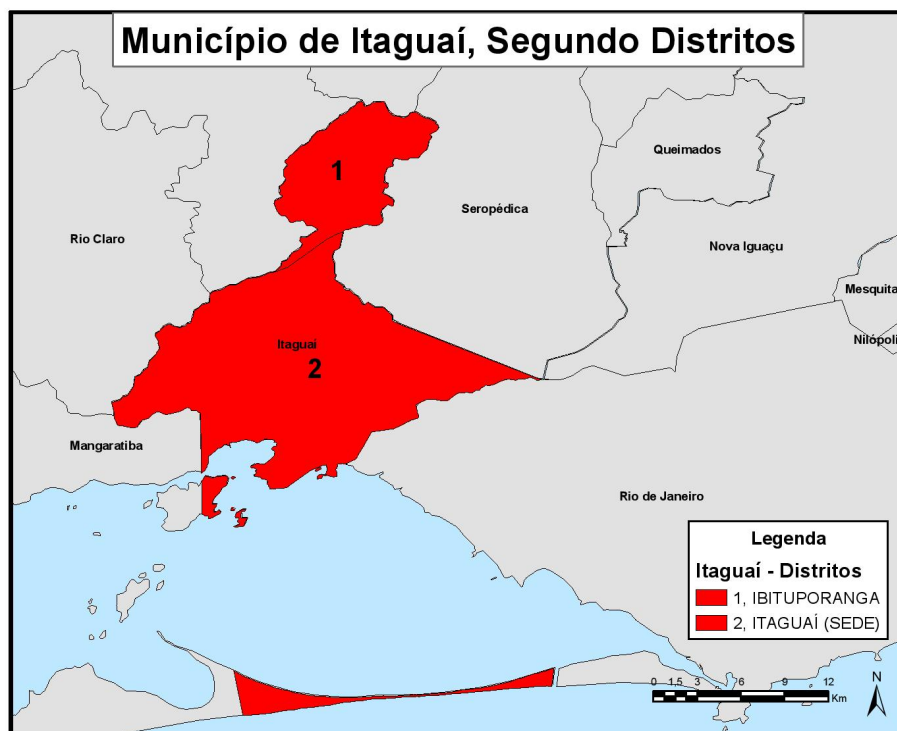 Município de Itaguaí, Segundo Distritos
1
Queimados
Seropédica
Rio Claro
Nova Iguaçu
Mesquita
Nilópoli
Itaguaí
2
Mangaratiba
Rio de Janeiro
Legenda
Itaguaí - Distritos
1, IBITUPORANGA
2, ITAGUAÍ (SEDE)
0 1,5 3 6 9 12
Km
N